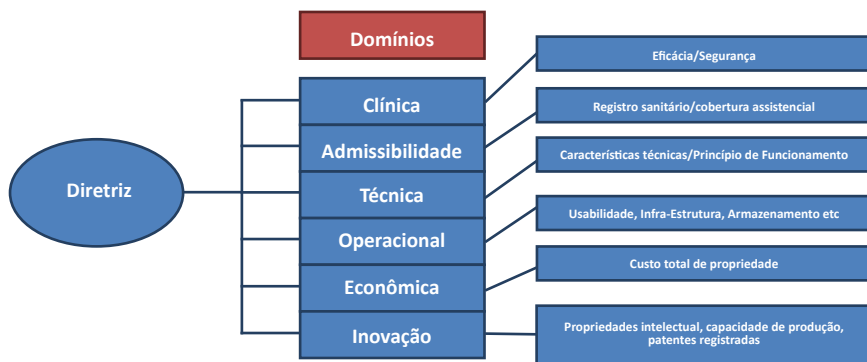 Domínios
Diretriz
Clínica
Admissibilidade
Técnica
Operacional
Econômica
Inovação
Eficácia/Segurança
Registro sanitário/cobertura assistencial
Características técnicas/Princípio de Funcionamento
Usabilidade, Infra-Estrutura, Armazenamento etc
Custo total de propriedade
Propriedades intelectual, capacidade de produção,
patentes registradas